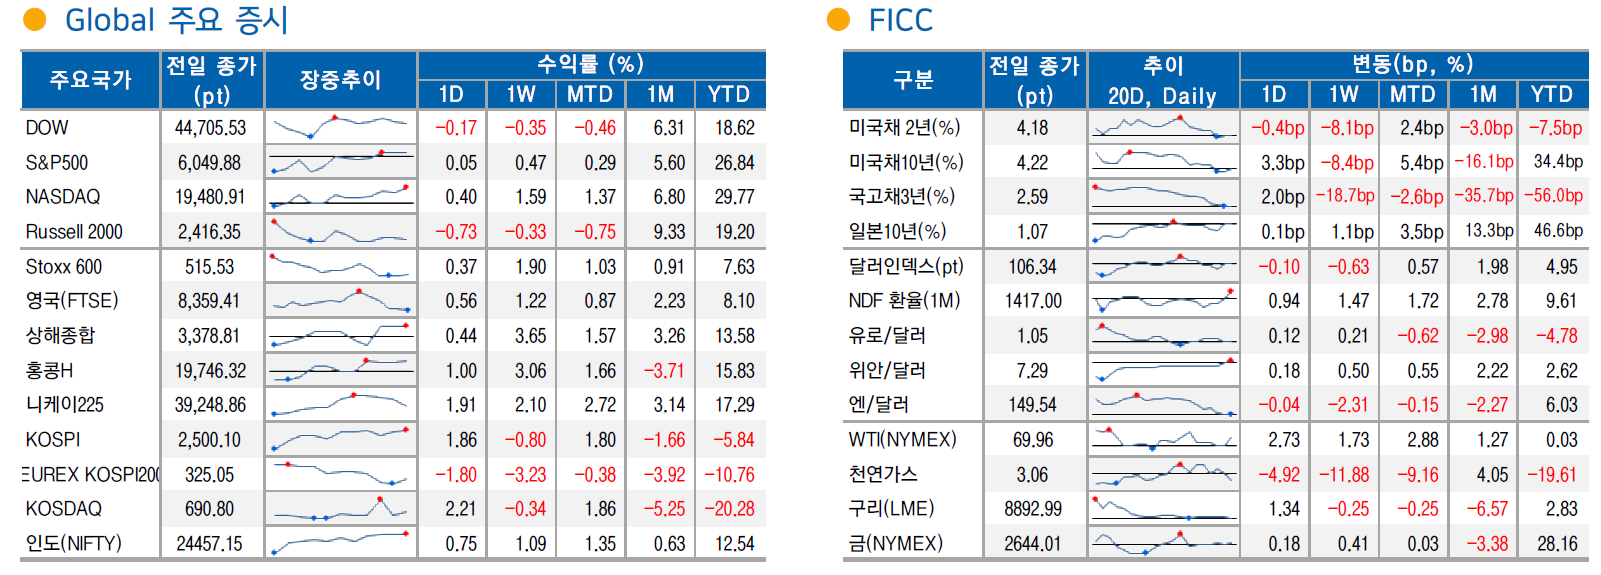 Global 주요 증시
주요국가 전일 종가 (pt) 장중추이 수익률 (%)
1D 1W MTD 1M YTD
DOW 44,705.53 -0.17 -0.35 -0.46 6.31 18.62
S&P500 6,049.88 0.05 0.47 0.29 5.60 26.84
NASDAQ 19,480.91 0.40 1.59 1.37 6.80 29.77
Russell 2000 2,416.35 -0.73 -0.33 -0.75 9.33 19.20
Stoxx 600 515.53 0.37 1.90 1.03 0.91 7.63
영국(FTSE) 8,359.41 0.56 1.22 0.87 2.23 8.10
상해종합 3,378.81 0.44 3.65 1.57 3.26 13.58
홍콩H 19,746.32 1.00 3.06 1.66 -3.71 15.83
니케이225 39,248.86 1.91 2.10 2.72 3.14 17.29
KOSPI 2,500.10 1.86 -0.80 1.80 -1.66 -5.84
EUREX KOSPI200 325.05 -1.80 -3.23 -0.38 -3.92 -10.76
KOSDAQ 690.80 2.21 -0.34 1.86 -5.25 -20.28
인도(NIFTY) 24457.15 0.75 1.09 1.35 0.63 12.54
FICC
구분 전일 종가 (pt) 추이 20D, Daily 변동(bp, %)
1D 1W MTD 1M YTD
미국채 2년(%) 4.18 -0.4bp -8.1bp 2.4bp -3.0bp -7.5bp
미국채10년(%) 4.22 3.3bp -8.4bp 5.4bp -16.1bp 34.4bp
국고채3년(%) 2.59 2.0bp -18.7bp -2.6bp -35.7bp -56.0bp
일본10년(%) 1.07 0.1bp 1.1bp 3.5bp 13.3bp 46.6bp
달러인덱스(pt) 106.34 -0.10 -0.63 0.57 1.98 4.95
NDF 환율(1M) 1417.00 0.94 1.47 1.72 2.78 9.61
유로/달러 1.05 0.12 0.21 -0.62 -2.98 -4.78
위안/달러 7.29 0.18 0.50 0.55 2.22 2.62
엔/달러 149.54 -0.04 -2.31 -0.15 -2.27 6.03
WTI(NYMEX) 69.96 2.73 1.73 2.88 1.27 0.03
천연가스 3.06 -4.92 -11.88 -9.16 4.05 -19.61
구리(LME) 8892.99 1.34 -0.25 -0.25 -6.57 2.83
금(NYMEX) 2644.01 0.18 0.41 0.03 -3.38 28.16